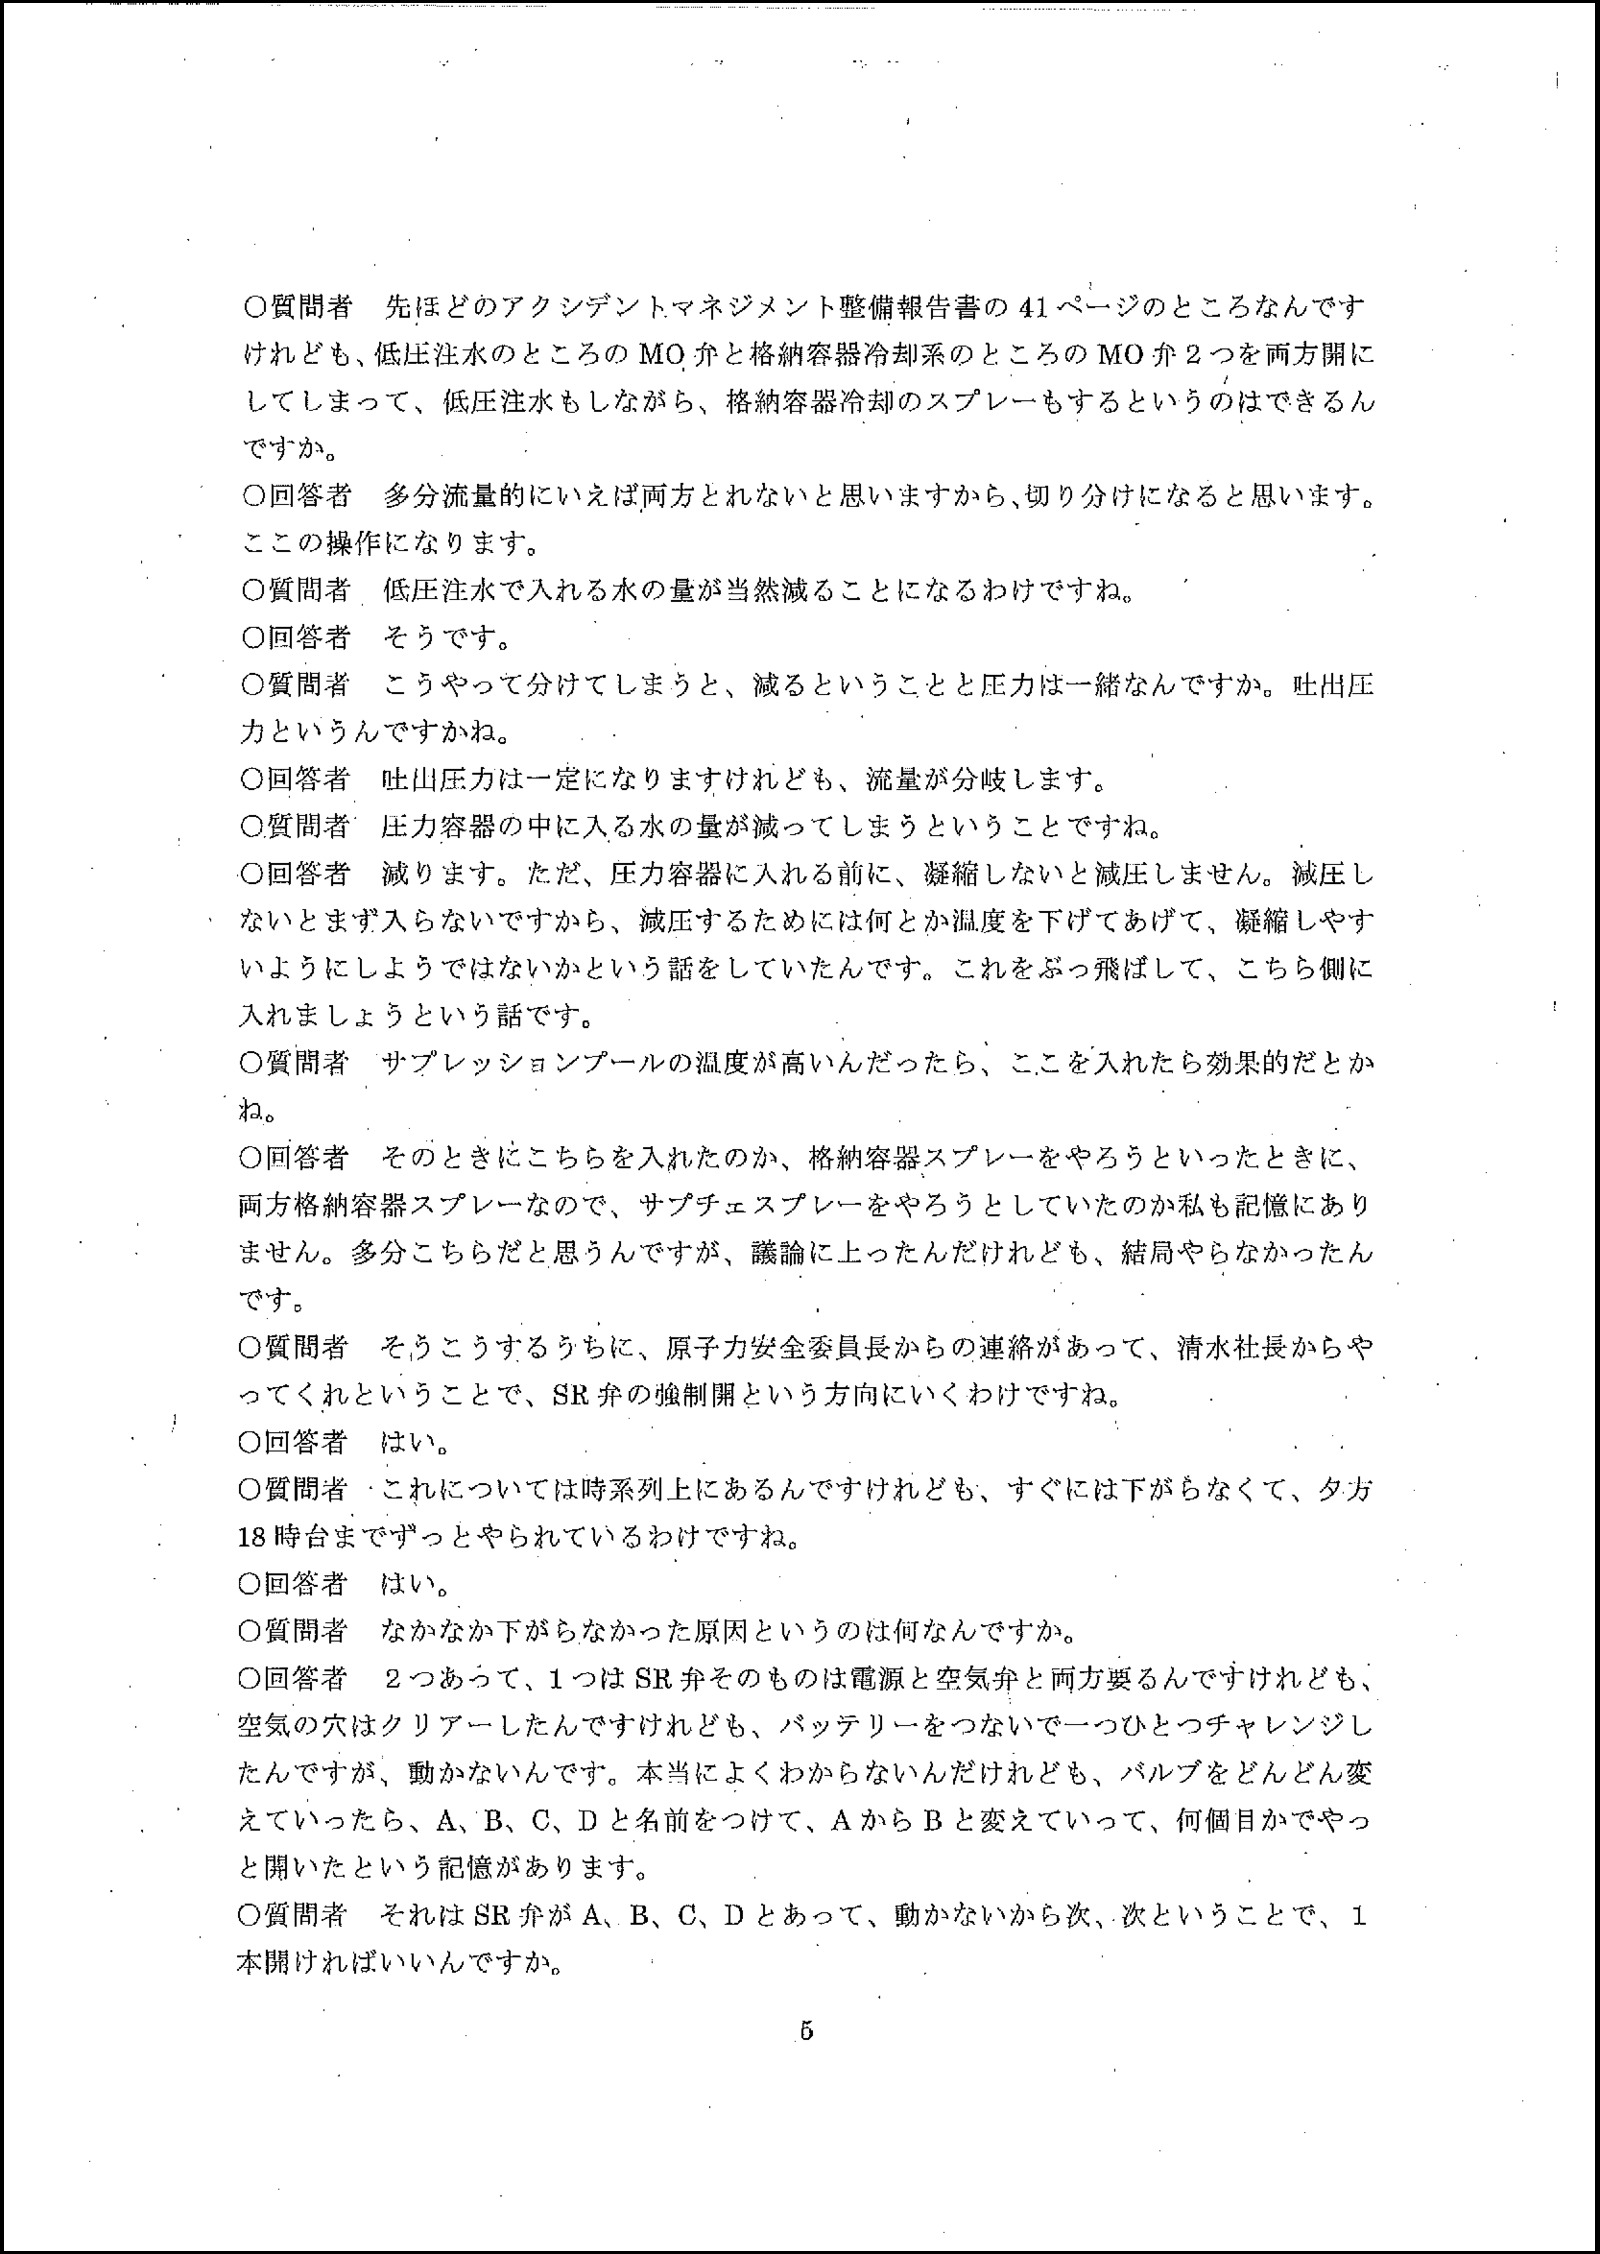 ○質問者　先ほどのアクシデントマネジメント整備報告書の 41 ページのところなんです
けれども、低圧注水のところの MO 弁と格納容器冷却系のところの MO 弁２つを両方開に
してしまって、低圧注水もしながら、格納容器冷却のスプレーもするというのはできるん
ですか。
○回答者　多分流量的にいえば両方とれないと思いますから、切り分けになると思います。
ここの操作になります。
○質問者　低圧注水で入れる水の量が当然減ることになるわけですね。
○回答者　そうです。
○質問者　こうやって分けてしまうと、減るということと圧力は一緒なんですか。吐出圧
力というんですかね。
○回答者　吐出圧力は一定になりますけれども、流量が分岐します。
○質問者　圧力容器の中に入る水の量が減ってしまうということですね。
○回答者　減ります。ただ、圧力容器に入れる前に、凝縮しないと減圧しません。減圧し
ないとまず入らないですから、減圧するためには何とか温度を下げてあげて、凝縮しやす
いようにしようではないかという話をしていたんです。これをぶっ飛ばして、こちら側に
入れましょうという話です。
○質問者　サプレッションプールの温度が高いんだったら、ここを入れたら効果的だとか
ね。
○回答者　そのときにこちらを入れたのか、格納容器スプレーをやろうといったときに、
両方格納容器スプレーなので、サプチェスプレーをやろうとしていたのか私も記憶にあり
ません。多分こちらだと思うんですが、議論に上ったんだけれども、結局やらなかったん
です。
○質問者　そうこうするうちに、原子力安全委員長からの連絡があって、清水社長からや
ってくれということで、SR 弁の強制開という方向にいくわけですね。
○回答者　はい。
○質問者　これについては時系列上にあるんですけれども、すぐには下がらなくて、夕方
18 時台までずっとやられているわけですね。
○回答者　はい。
○質問者　なかなか下がらなかった原因というのは何なんですか。
○回答者　２つあって、１つは SR 弁そのものは電源と空気弁と両方要るんですけれども、
空気の穴はクリアーしたんですけれども、バッテリーをつないで一つひとつチャレンジし
たんですが、動かないんです。本当によくわからないんだけれども、バルブをどんどん変
えていったら、A、B、C、D と名前をつけて、A から B と変えていって、何個目かでやっ
と開いたという記憶があります。
○質問者　それは SR 弁が A、B、C、D とあって、動かないから次、次ということで、１
本開ければいいんですか。
5